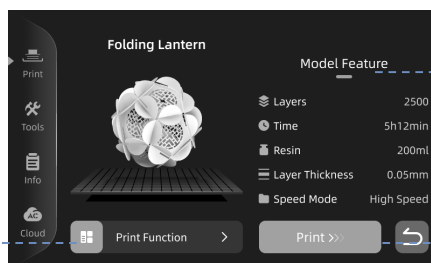 Print
Tools
Info
AC
Cloud
Folding Lantern
Model Feature
Layers 2500
Time 5h12min
Resin 200ml
Layer Thickness 0.05mm
Speed Mode High Speed
Print Function >
Print >>>